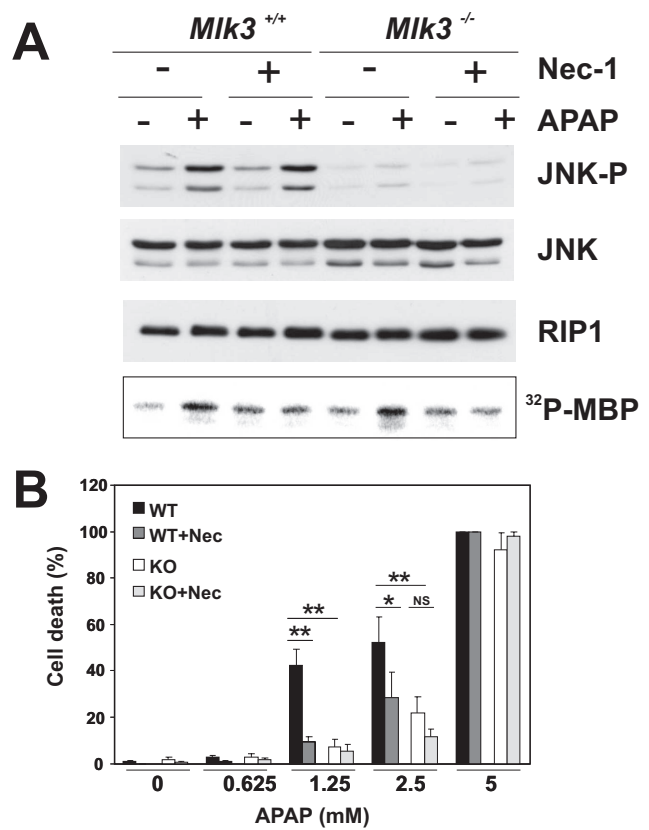 A
Mlk3 +/+ Mlk3 -/-
- + - + Nec-1
- + - + - + - + APAP
JNK-P
JNK
RIP1
32P-MBP
B
120
100
80
60
40
20
0
Cell death (%)
WT
WT+Nec
KO
KO+Nec
**
**
**
*
NS
0 0.625 1.25 2.5 5
APAP (mM)